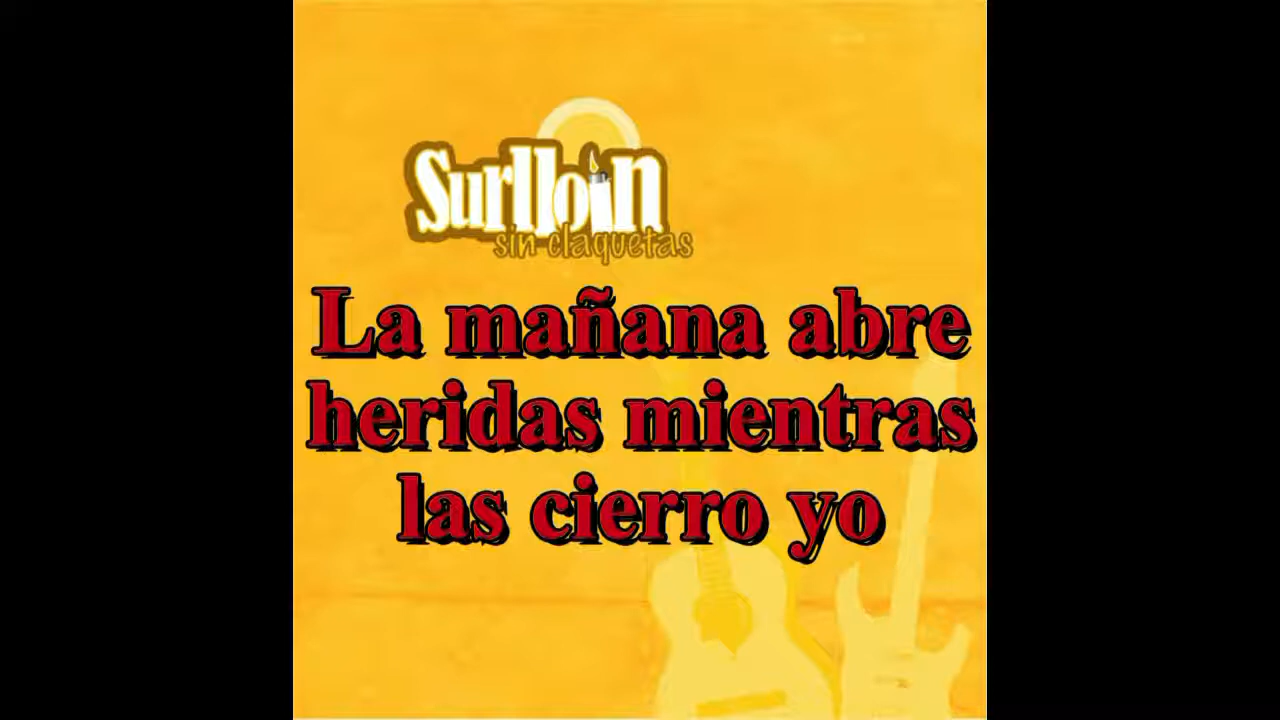 Surlloin
sin claquetas
La mañana abre
heridas mientras
las cierro yo